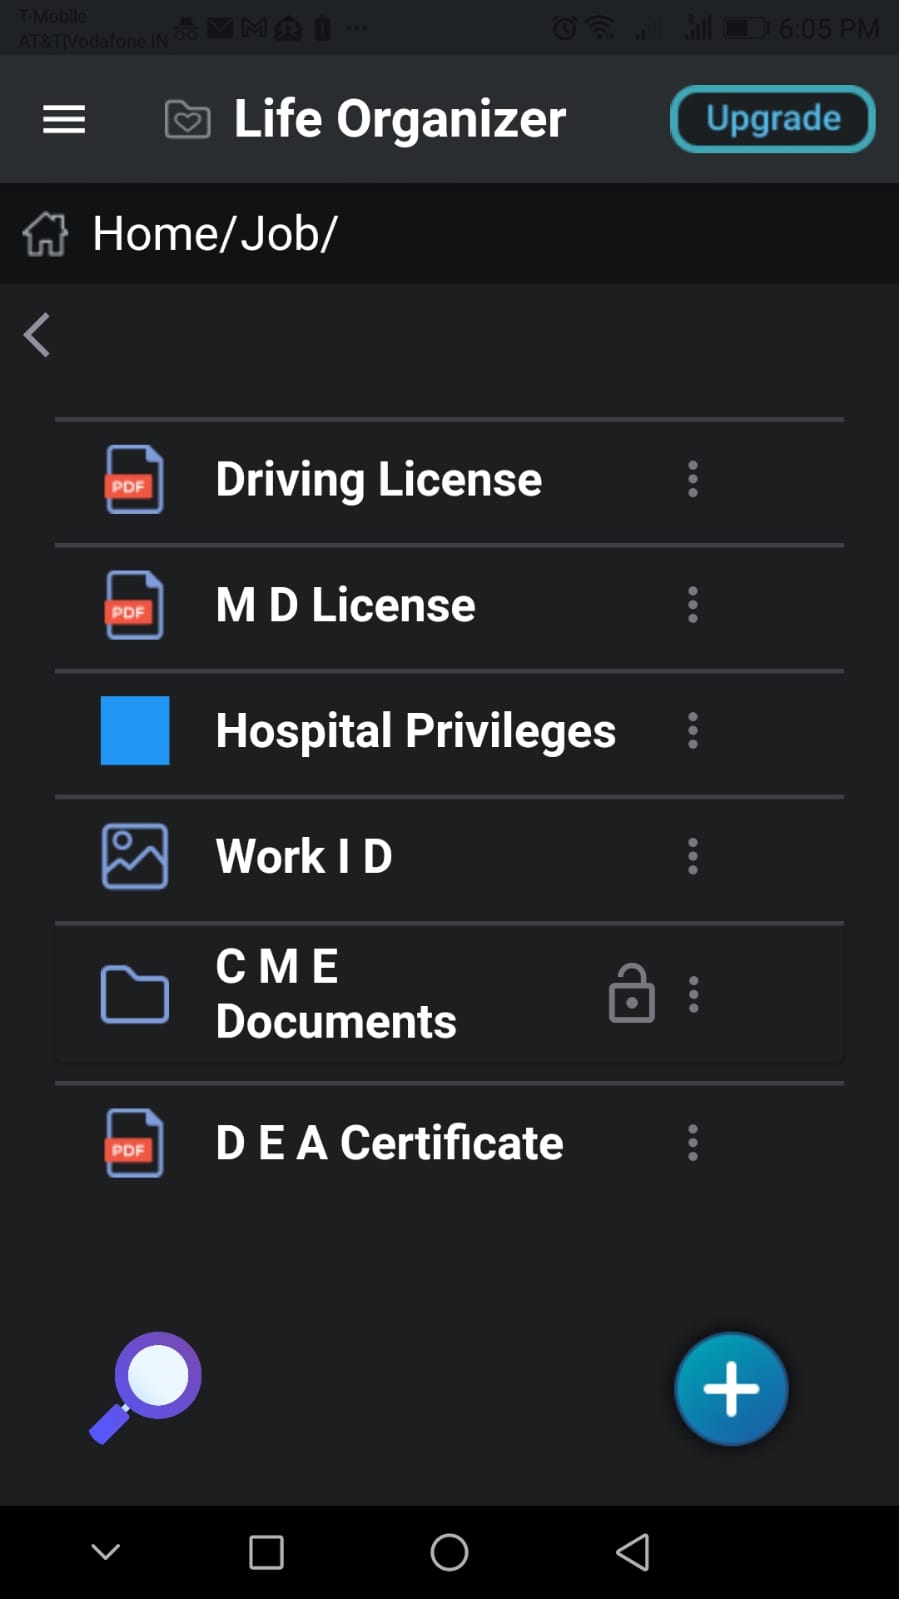 T-Mobile
AT&T|Vodafone IN
6:05 PM
Life Organizer
Upgrade
Home/Job/
PDF
Driving License
PDF
M D License
Hospital Privileges
Work I D
C M E
Documents
PDF
D E A Certificate